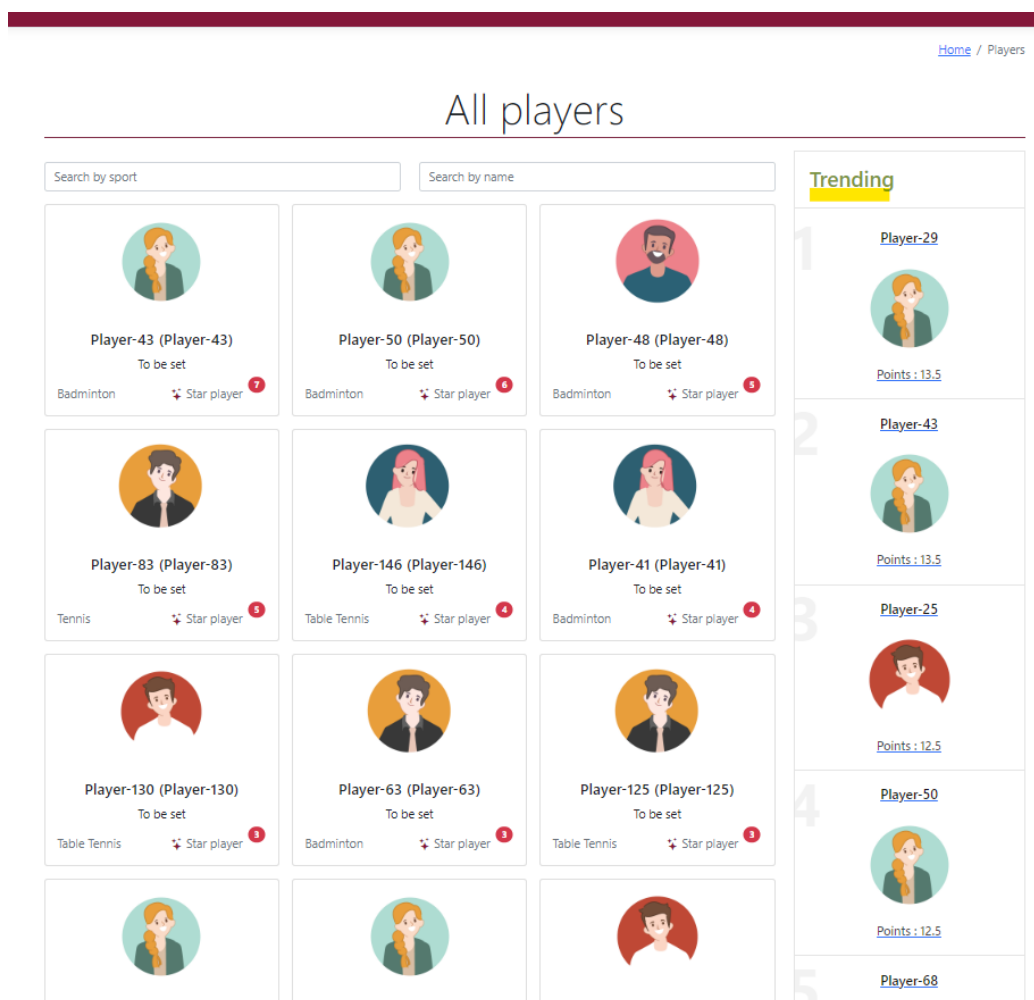 Home / Players
All players
Search by sport
Search by name
Player-43 (Player-43)
To be set
Badminton
Star player 7
Player-50 (Player-50)
To be set
Badminton
Star player 6
Player-48 (Player-48)
To be set
Badminton
Star player 5
Player-83 (Player-83)
To be set
Tennis
Star player 5
Player-146 (Player-146)
To be set
Table Tennis
Star player 4
Player-41 (Player-41)
To be set
Badminton
Star player 4
Player-130 (Player-130)
To be set
Table Tennis
Star player 3
Player-63 (Player-63)
To be set
Badminton
Star player 3
Player-125 (Player-125)
To be set
Table Tennis
Star player 3
Trending
1
Player-29
Points : 13.5
2
Player-43
Points : 13.5
3
Player-25
Points : 12.5
4
Player-50
Points : 12.5
5
Player-68